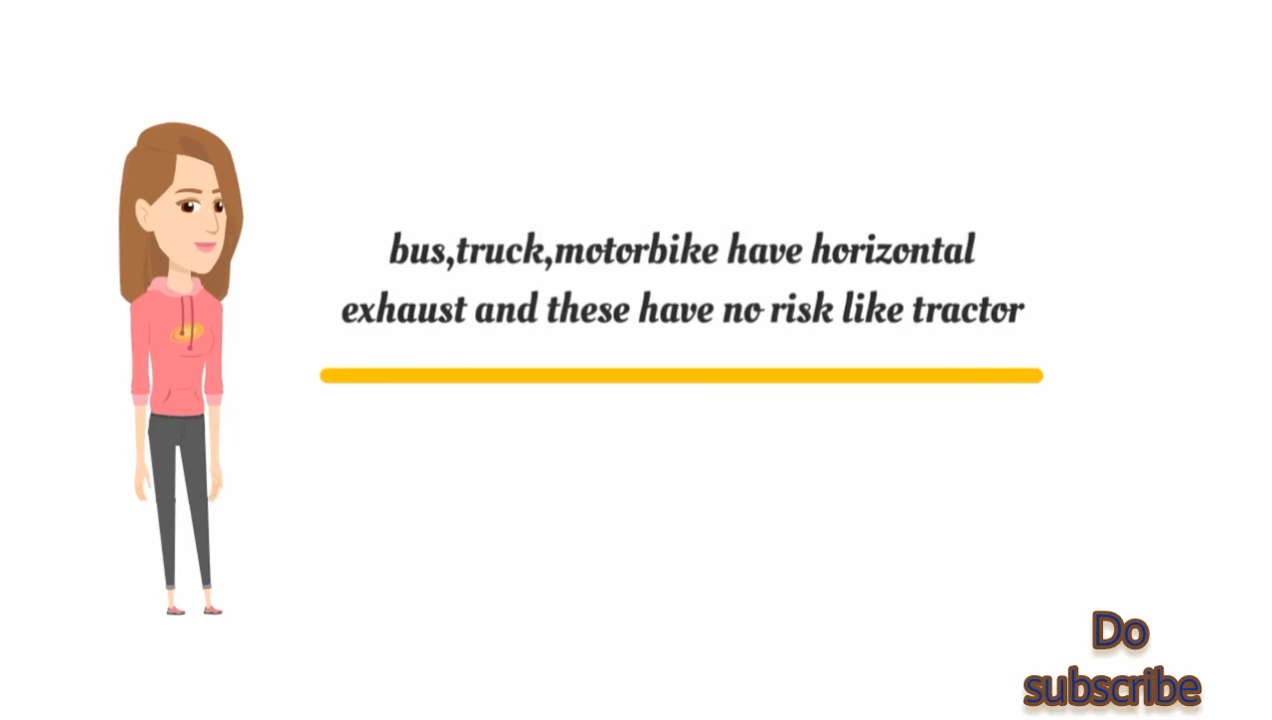 bus,truck,motorbike have horizontal
exhaust and these have no risk like tractor
Do
subscribe